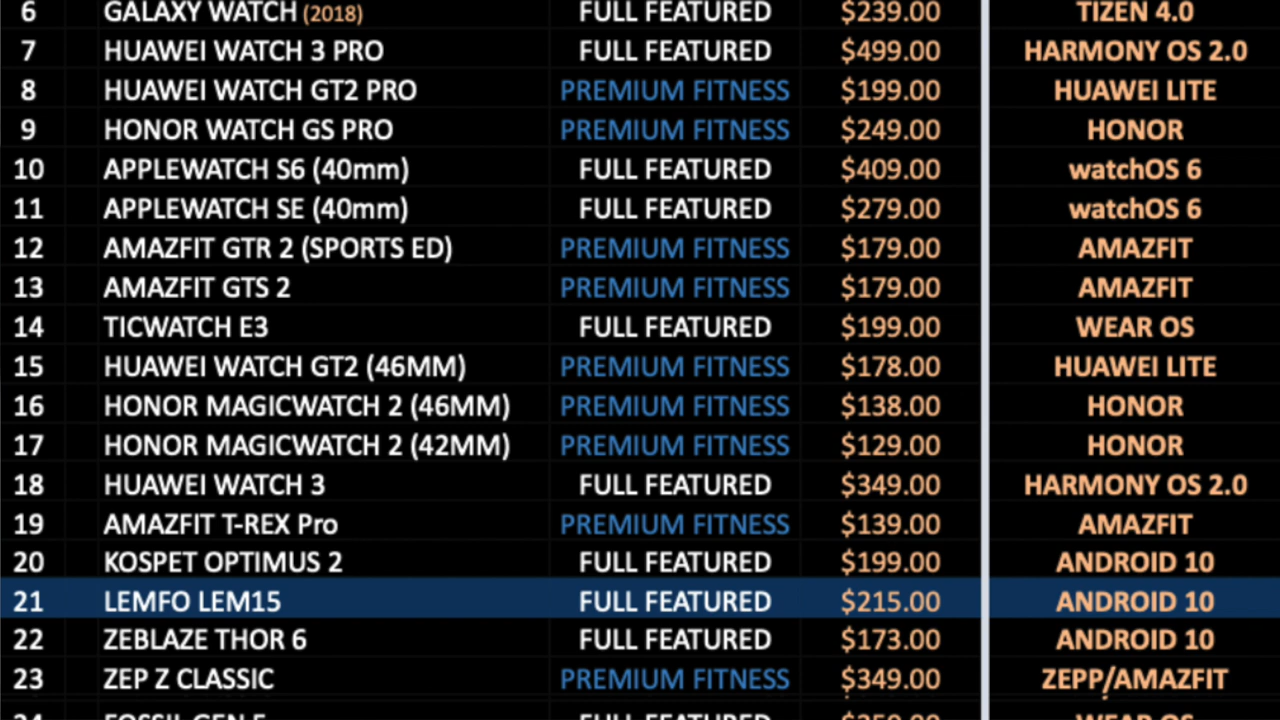 6 GALAXY WATCH (2018) FULL FEATURED $239.00 TIZEN 4.0
7 HUAWEI WATCH 3 PRO FULL FEATURED $499.00 HARMONY OS 2.0
8 HUAWEI WATCH GT2 PRO PREMIUM FITNESS $199.00 HUAWEI LITE
9 HONOR WATCH GS PRO PREMIUM FITNESS $249.00 HONOR
10 APPLEWATCH S6 (40mm) FULL FEATURED $409.00 watchOS 6
11 APPLEWATCH SE (40mm) FULL FEATURED $279.00 watchOS 6
12 AMAZFIT GTR 2 (SPORTS ED) PREMIUM FITNESS $179.00 AMAZFIT
13 AMAZFIT GTS 2 PREMIUM FITNESS $179.00 AMAZFIT
14 TICWATCH E3 FULL FEATURED $199.00 WEAR OS
15 HUAWEI WATCH GT2 (46MM) PREMIUM FITNESS $178.00 HUAWEI LITE
16 HONOR MAGICWATCH 2 (46MM) PREMIUM FITNESS $138.00 HONOR
17 HONOR MAGICWATCH 2 (42MM) PREMIUM FITNESS $129.00 HONOR
18 HUAWEI WATCH 3 FULL FEATURED $349.00 HARMONY OS 2.0
19 AMAZFIT T-REX Pro PREMIUM FITNESS $139.00 AMAZFIT
20 KOSPET OPTIMUS 2 FULL FEATURED $199.00 ANDROID 10
21 LEMFO LEM15 FULL FEATURED $215.00 ANDROID 10
22 ZEBLAZE THOR 6 FULL FEATURED $173.00 ANDROID 10
23 ZEP Z CLASSIC PREMIUM FITNESS $349.00 ZEPP/AMAZFIT
24 FOSSIL GEN 5 FULL FEATURED WEAR OS